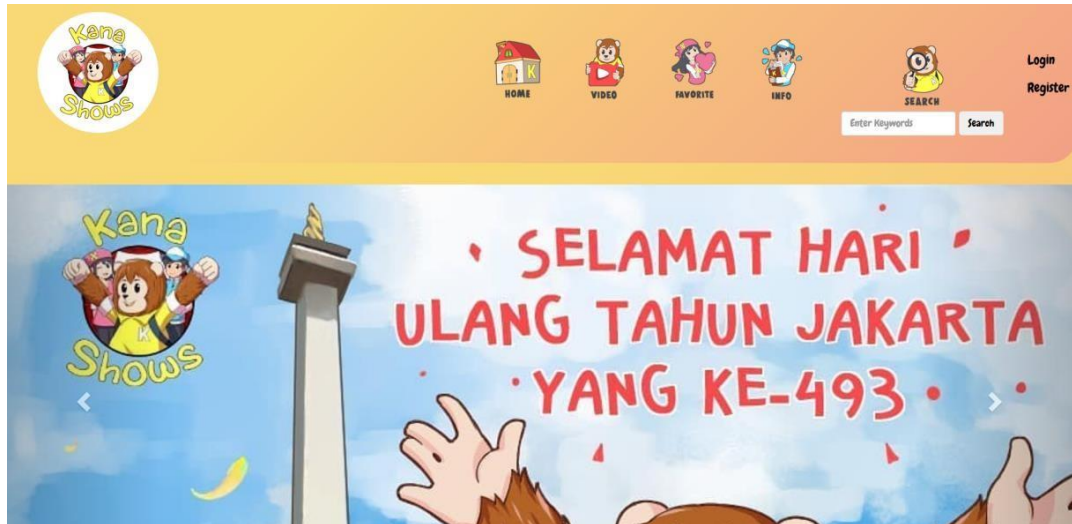 Kana
Shows
K
HOME
VIDEO
FAVORITE
INFO
SEARCH
Login
Register
Enter Keywords
Search
Kana
Shows
K
SELAMAT HARI
ULANG TAHUN JAKARTA
YANG KE-493